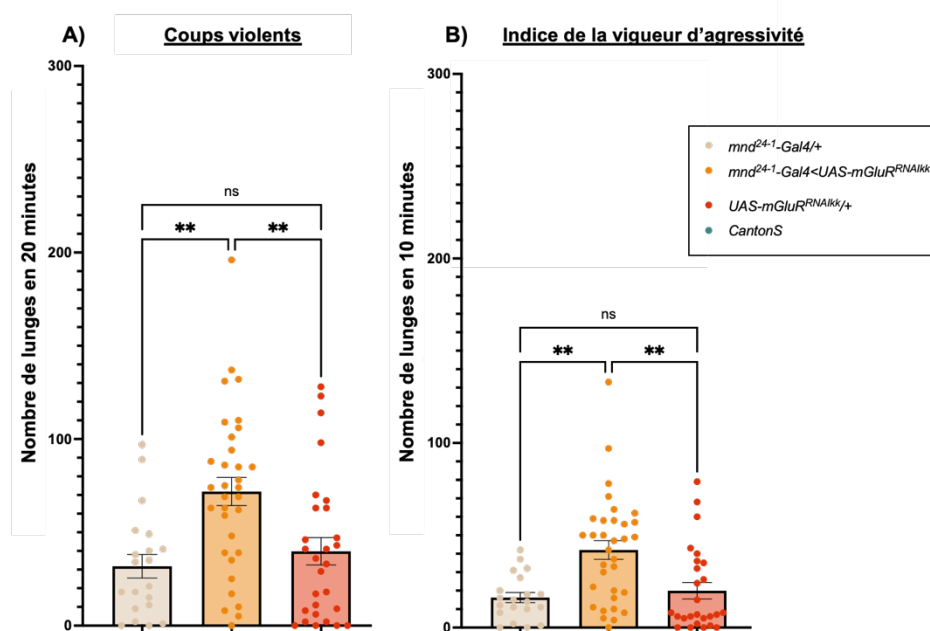 A) Coups violents
B) Indice de la vigueur d’agressivité
Nombre de lunges en 20 minutes
300
200
100
0
ns
** **
Nombre de lunges en 10 minutes
300
200
100
0
ns
** **
mnd24-1-Gal4/+
mnd24-1-Gal4<UAS-mGluRRNAikk
UAS-mGluRRNAikk/+
CantonS